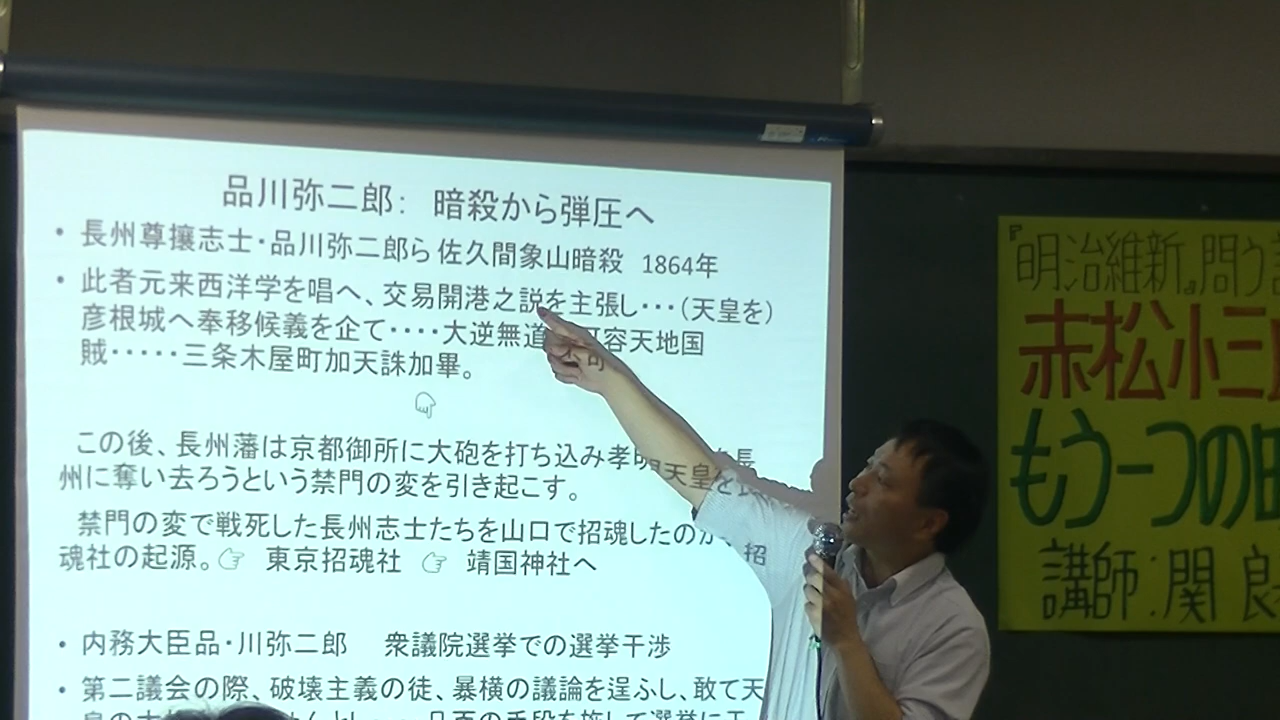 品川弥二郎： 暗殺から弾圧へ
• 長州尊攘志士・品川弥二郎ら佐久間象山暗殺 1864年
• 此者元来西洋学を唱へ、交易開港之説を主張し・・・（天皇を）
彦根城へ奉移候義を企て・・・・大逆無道不可容天地国
賊・・・・・三条木屋町加天誅加畢。
この後、長州藩は京都御所に大砲を打ち込み孝明天皇を長
州に奪い去ろうという禁門の変を引き起こす。
禁門の変で戦死した長州志士たちを山口で招魂したのが、招
魂社の起源。☞ 東京招魂社 ☞ 靖国神社へ
• 内務大臣品・川弥二郎 衆議院選挙での選挙干渉
• 第二議会の際、破壊主義の徒、暴横の議論を逞ふし、敢て天
『明治維新』問う
赤松小三郎
もう一つの
講師：関 良